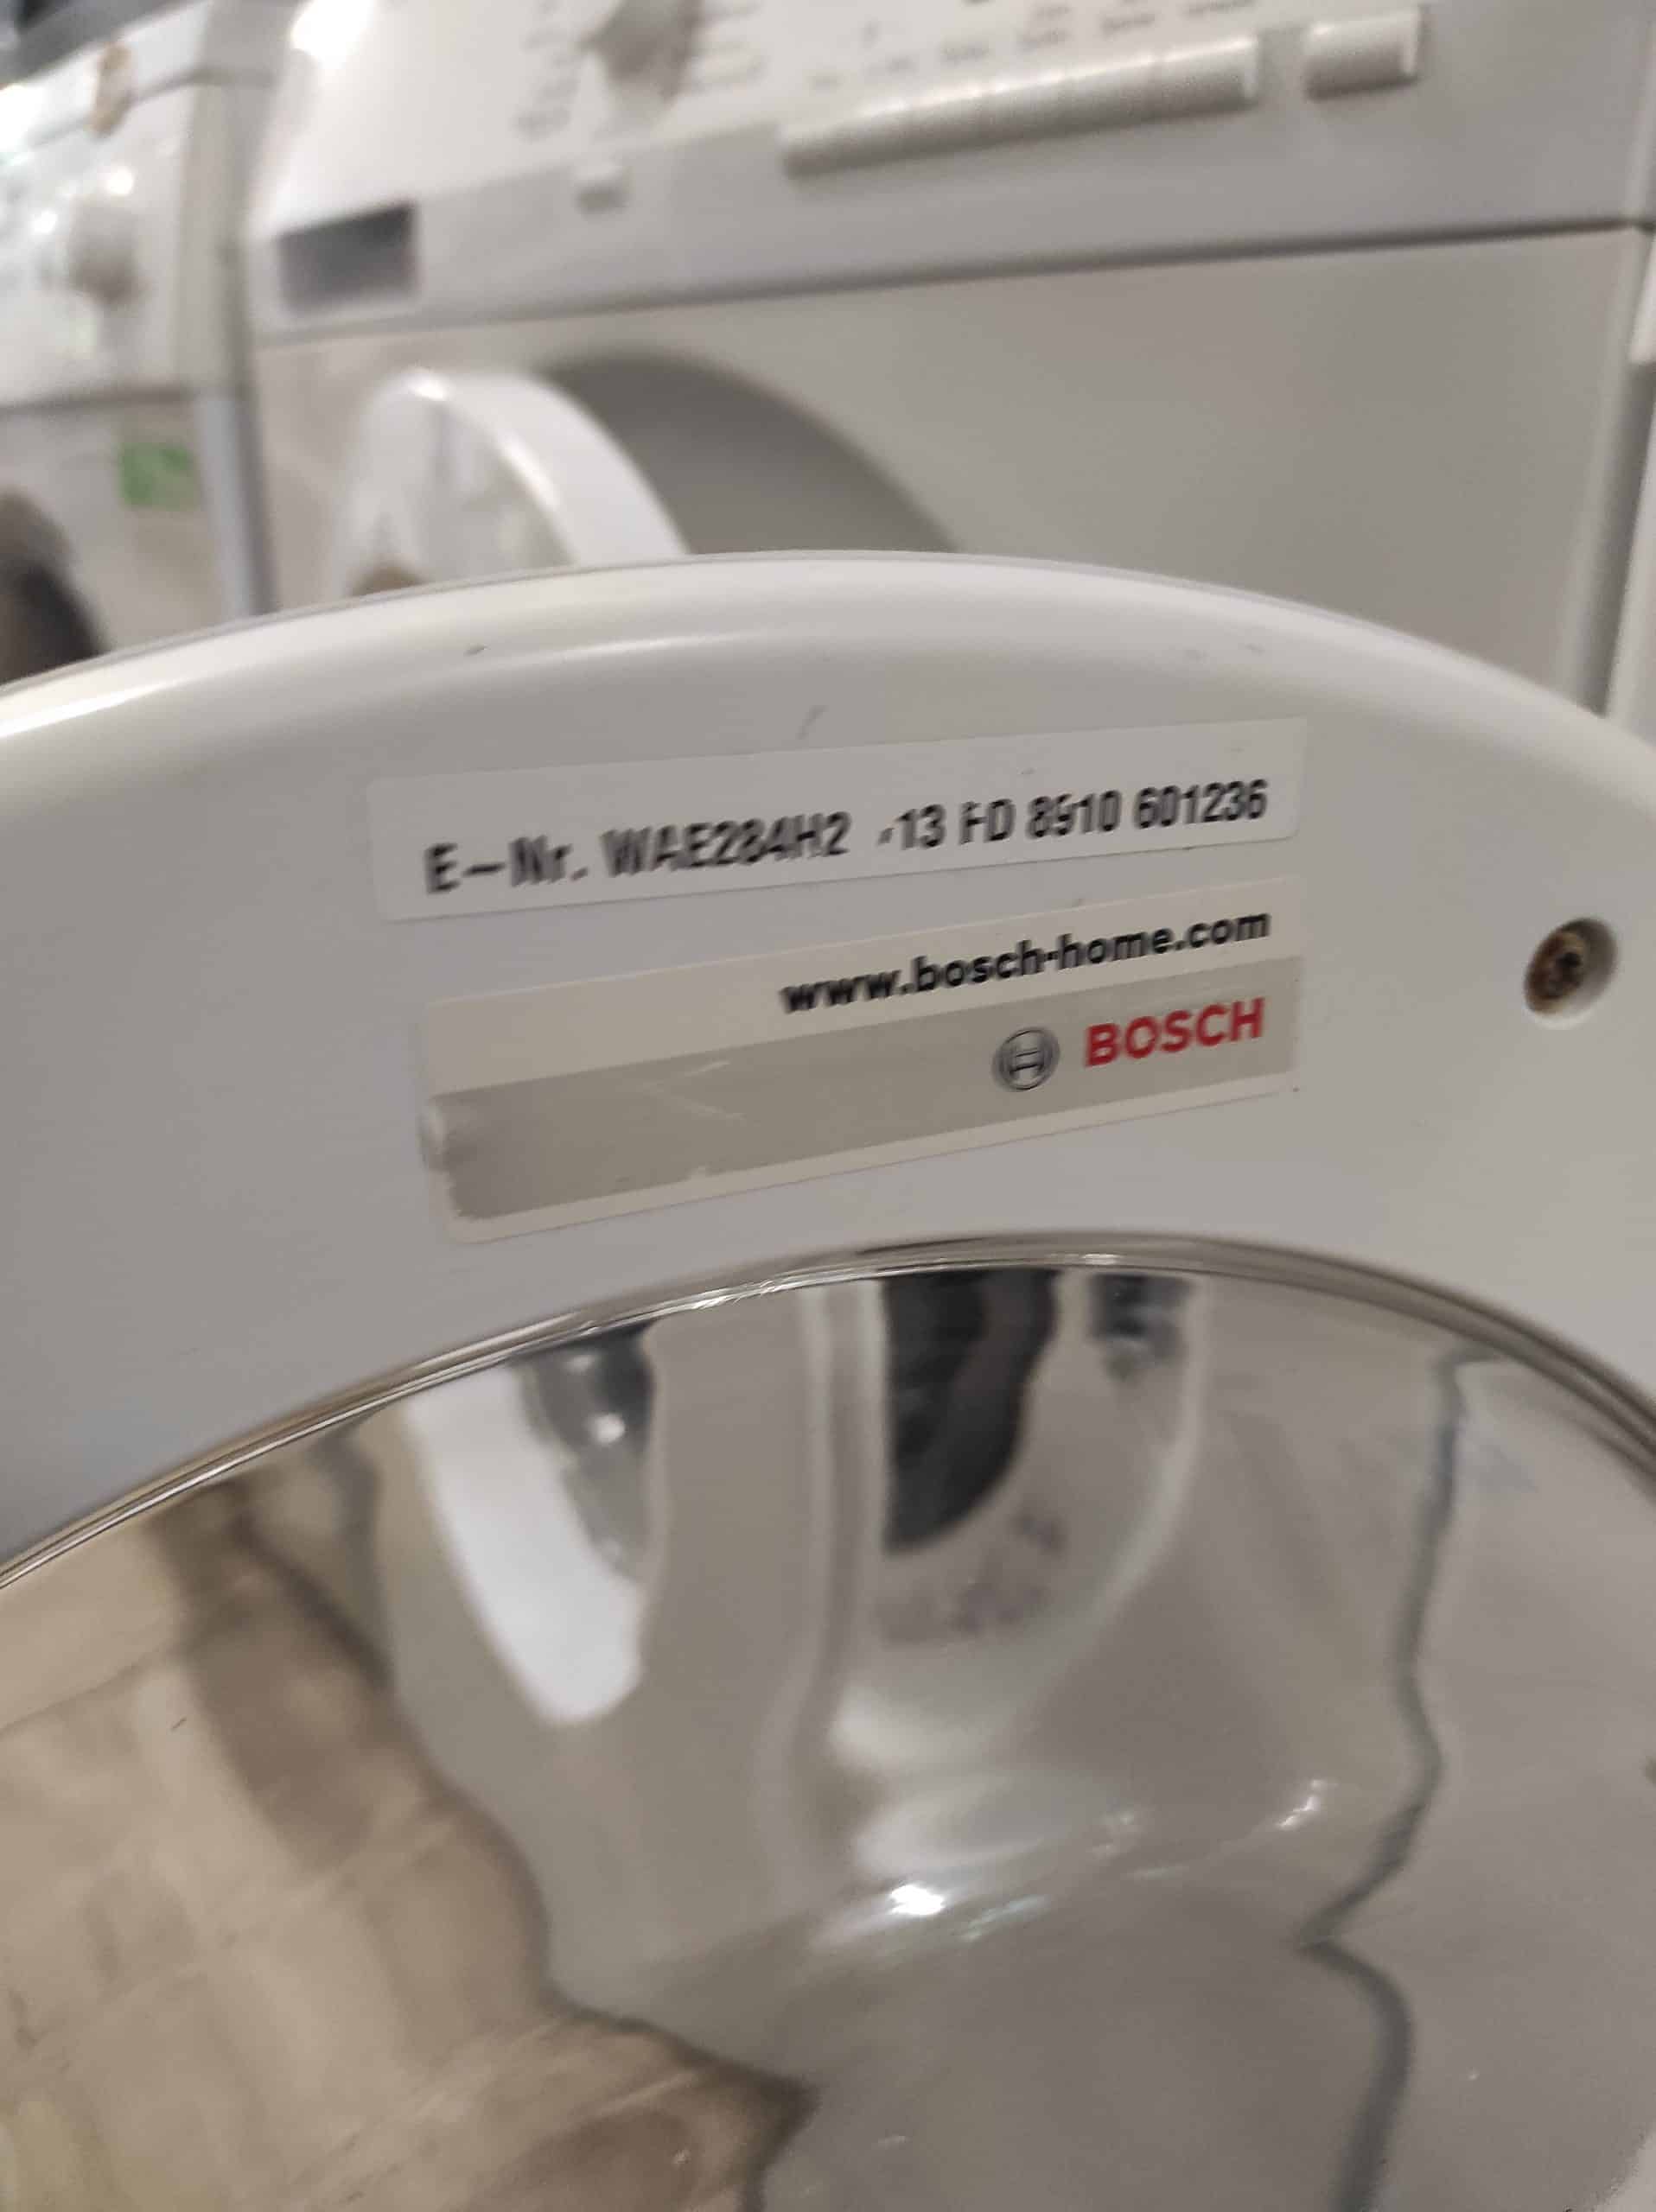 E-Nr. WAE284H2 -13 FD 8910 601236
www.bosch-home.com
BOSCH